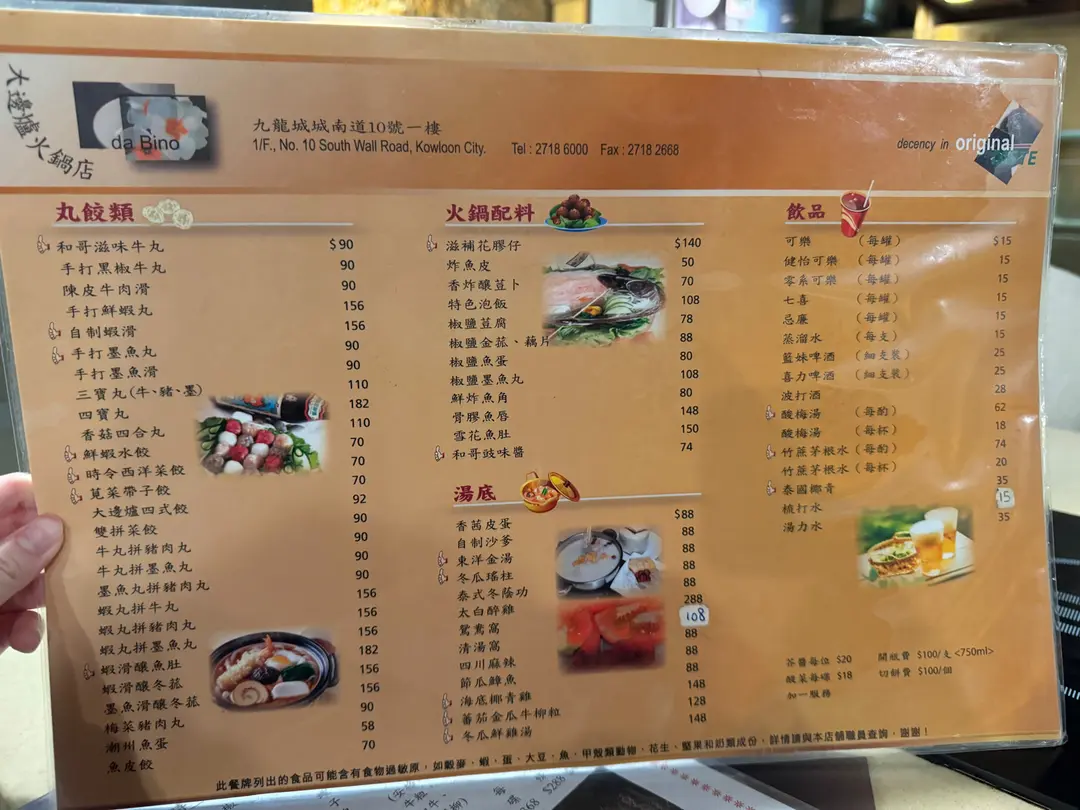 大邊爐火鍋店
da Bino
九龍城城南道10號一樓
1/F., No. 10 South Wall Road, Kowloon City. Tel : 2718 6000 Fax : 2718 2668
decency in original
丸餃類
和哥滋味牛丸 $90
手打黑椒牛丸 90
陳皮牛肉滑 90
手打鮮蝦丸 156
自制蝦滑 156
手打墨魚丸 90
手打墨魚滑 90
三寶丸(牛、豬、墨) 110
四寶丸 182
香菇四合丸 110
鮮蝦水餃 70
時令西洋菜餃 70
莧菜帶子餃 70
大邊爐四式餃 92
雙拼菜餃 90
牛丸拼豬肉丸 90
牛丸拼墨魚丸 90
墨魚丸拼豬肉丸 90
蝦丸拼牛丸 156
蝦丸拼豬肉丸 156
蝦丸拼墨魚丸 156
蝦滑釀魚肚 182
蝦滑釀冬菇 156
墨魚滑釀冬菇 156
梅菜豬肉丸 90
潮州魚蛋 58
魚皮餃 70
火鍋配料
滋補花膠仔 $140
炸魚皮 50
香炸釀荳卜 70
特色泡飯 108
椒鹽荳腐 78
椒鹽金菇、藕片 88
椒鹽魚蛋 80
椒鹽墨魚丸 108
鮮炸魚角 80
骨膠魚唇 148
雪花魚肚 150
和哥豉味醬 74
湯底
香茜皮蛋 $88
自制沙爹 88
東洋金湯 88
冬瓜瑤柱 88
泰式冬蔭功 88
太白醉雞 288
鴛鴦窩 108
清湯窩 88
四川麻辣 88
節瓜鱆魚 88
海底椰青雞 148
蕃茄金瓜牛柳粒 128
冬瓜鮮雞湯 148
飲品
可樂 (每罐) $15
健怡可樂 (每罐) 15
零系可樂 (每罐) 15
七喜 (每罐) 15
忌廉 (每罐) 15
蒸溜水 (每支) 15
籃妹啤酒 (細支裝) 25
喜力啤酒 (細支裝) 25
波打酒 28
酸梅湯 (每酌) 62
酸梅湯 (每杯) 18
竹蔗茅根水 (每酌) 74
竹蔗茅根水 (每杯) 20
泰國椰青 35
梳打水 15
湯力水 35
茶醬每位 $20 開瓶費 $100/支 <750ml>
酸菜每碟 $18 切餅費 $100/個
加一服務
此餐牌列出的食品可能含有食物過敏原，如穀麥、蝦、蛋、大豆、魚、甲殼類動物、花生、堅果和奶類成份，詳情請與本店舖職員查詢，謝謝！